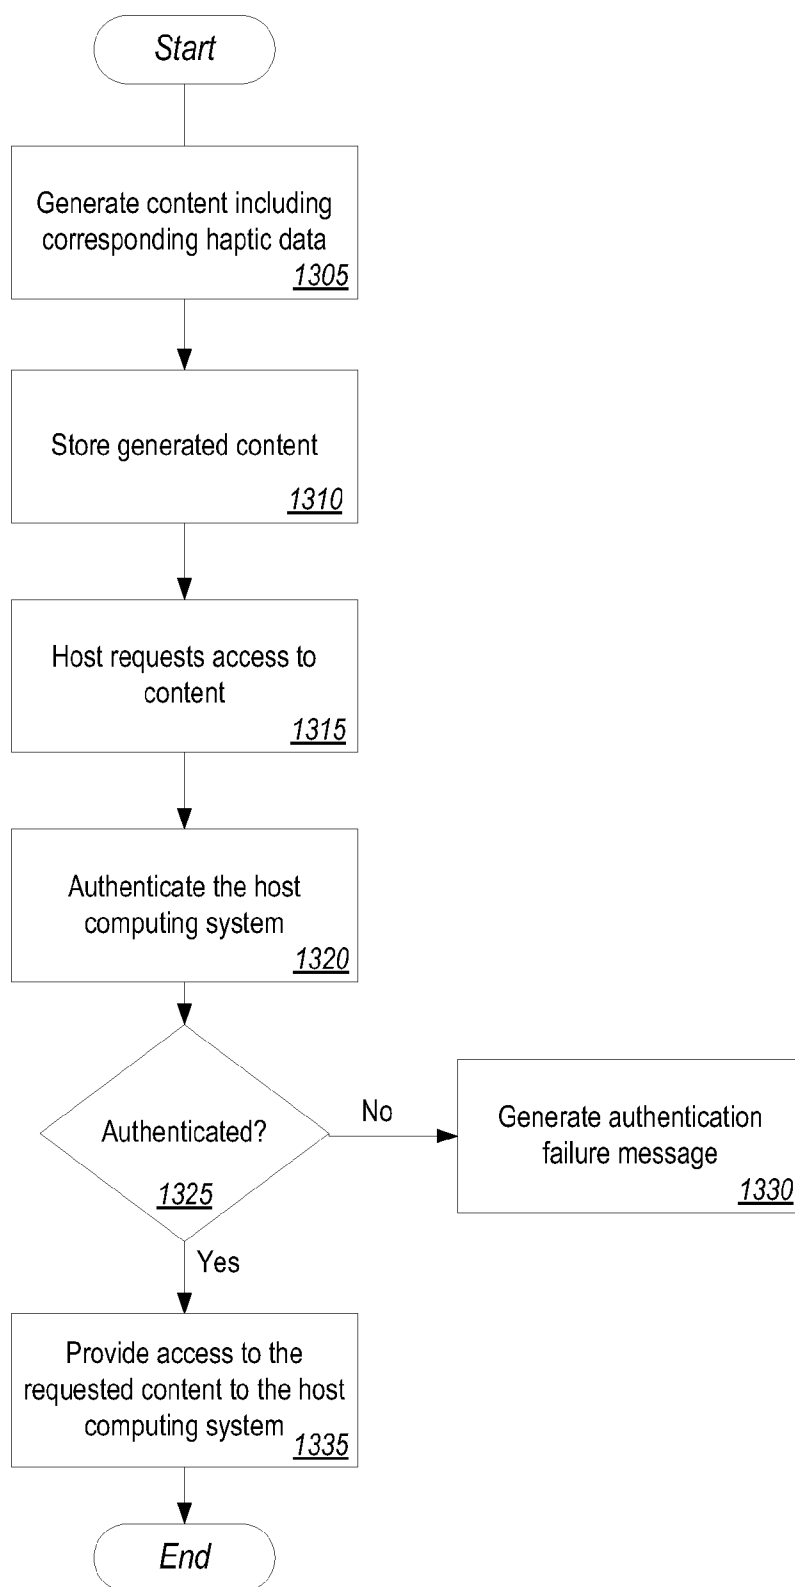 Start
Generate content including
corresponding haptic data
1305
Store generated content
1310
Host requests access to
content
1315
Authenticate the host
computing system
1320
Authenticated?
1325
No
Generate authentication
failure message
1330
Yes
Provide access to the
requested content to the host
computing system
1335
End